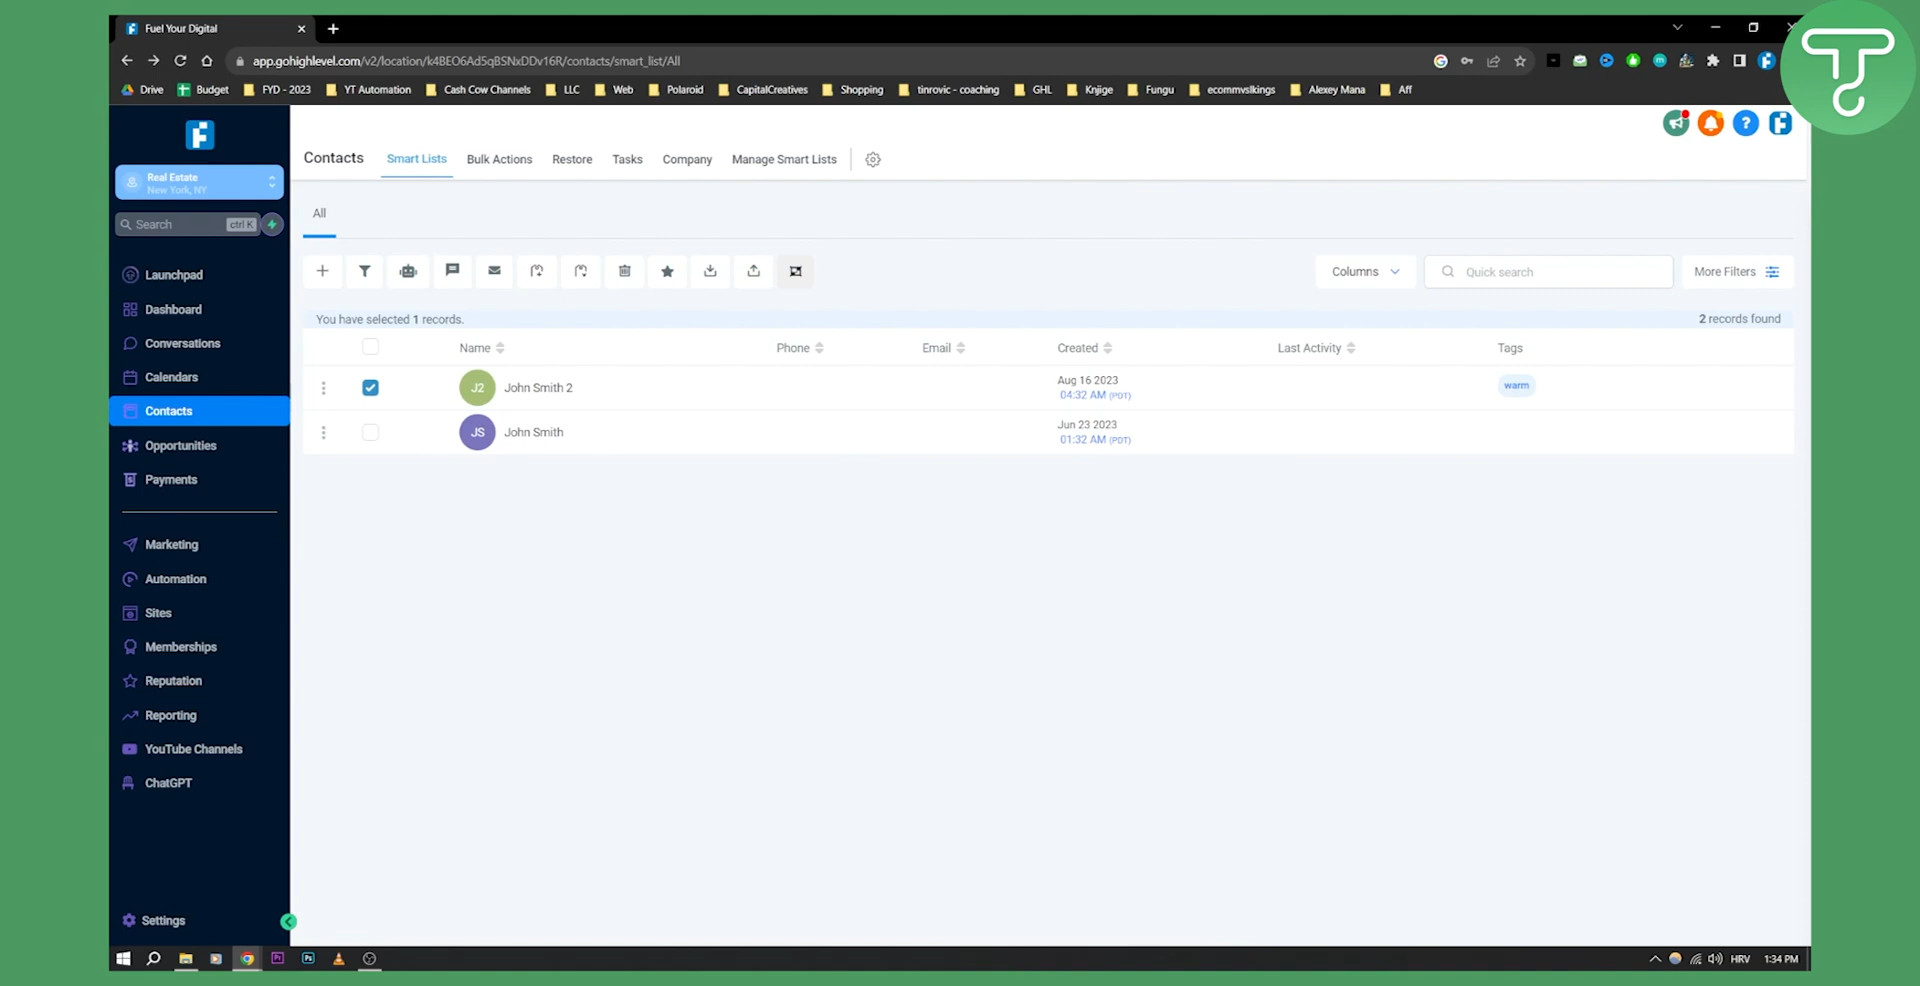 Fuel Your Digital
app.gohighlevel.com/v2/location/k4BEO6Ad5qBSNxDDv16R/contacts/smart_list/All
Drive Budget FYD - 2023 YT Automation Cash Cow Channels LLC Web Polaroid CapitalCreatives Shopping tinrovic - coaching GHL Knjige Fungu ecommvslkings Alexey Mana Aff
Real Estate
New York, NY
Search ctrl K
Launchpad
Dashboard
Conversations
Calendars
Contacts
Opportunities
Payments
Marketing
Automation
Sites
Memberships
Reputation
Reporting
YouTube Channels
ChatGPT
Settings
Contacts Smart Lists Bulk Actions Restore Tasks Company Manage Smart Lists
All
Columns Quick search More Filters
You have selected 1 records. 2 records found
Name Phone Email Created Last Activity Tags
J2 John Smith 2 Aug 16 2023 warm
04:32 AM (PDT)
JS John Smith Jun 23 2023
01:32 AM (PDT)
Pr Ps HRV 1:34 PM